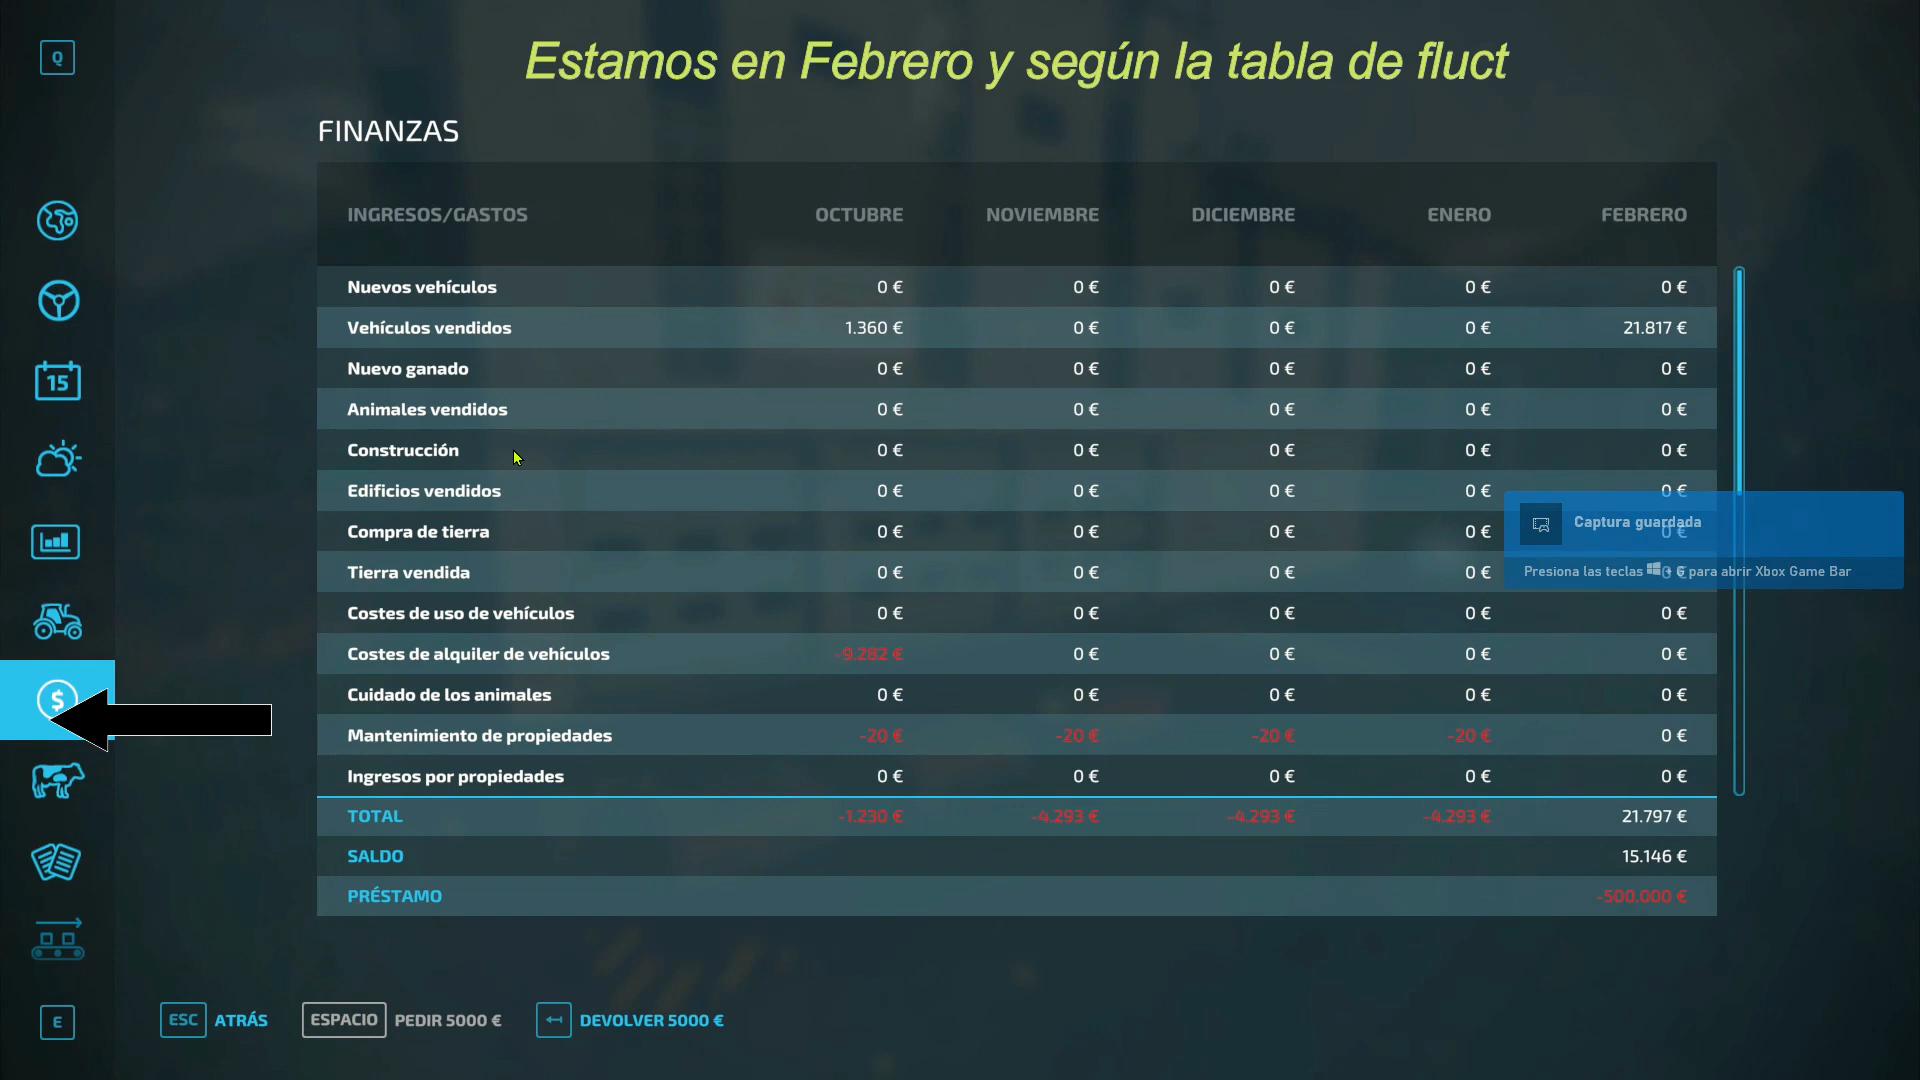 Q
Estamos en Febrero y según la tabla de fluct
FINANZAS
INGRESOS/GASTOS OCTUBRE NOVIEMBRE DICIEMBRE ENERO FEBRERO
Nuevos vehículos 0 € 0 € 0 € 0 € 0 €
Vehículos vendidos 1.360 € 0 € 0 € 0 € 21.817 €
Nuevo ganado 0 € 0 € 0 € 0 € 0 €
15
Animales vendidos 0 € 0 € 0 € 0 € 0 €
Construcción 0 € 0 € 0 € 0 € 0 €
Edificios vendidos 0 € 0 € 0 € 0 € 0 €
Captura guardada
Compra de tierra 0 € 0 € 0 € 0 € 0 €
Tierra vendida 0 € 0 € 0 € 0 € 0 €
Presiona las teclas + G para abrir Xbox Game Bar
Costes de uso de vehículos 0 € 0 € 0 € 0 € 0 €
Costes de alquiler de vehículos -9.282 € 0 € 0 € 0 € 0 €
Cuidado de los animales 0 € 0 € 0 € 0 € 0 €
$
Mantenimiento de propiedades -20 € -20 € -20 € -20 € 0 €
Ingresos por propiedades 0 € 0 € 0 € 0 € 0 €
TOTAL -1.230 € -4.293 € -4.293 € -4.293 € 21.797 €
SALDO 15.146 €
PRÉSTAMO -500.000 €
E
ESC ATRÁS ESPACIO PEDIR 5000 € DEVOLVER 5000 €